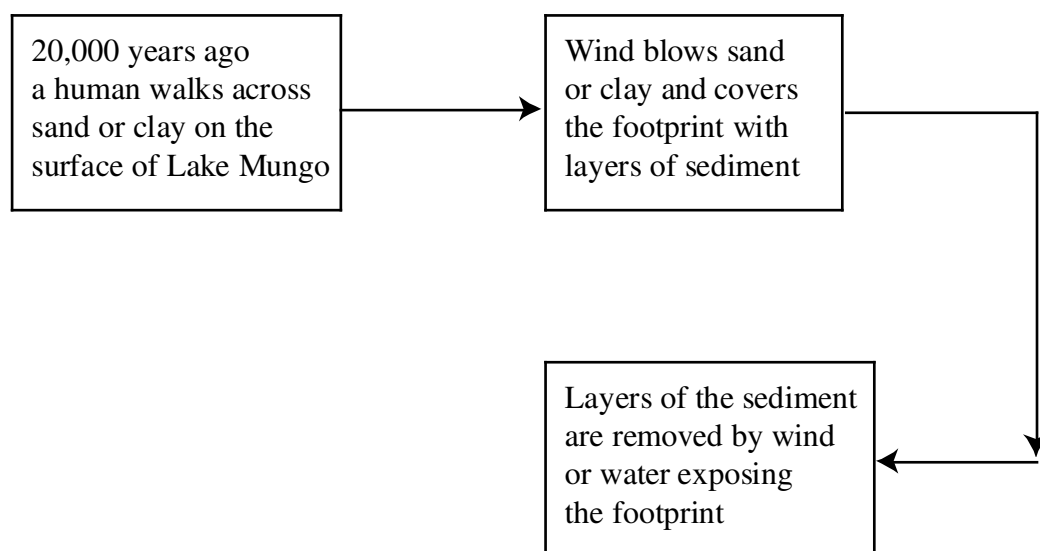 20,000 years ago
a human walks across
sand or clay on the
surface of Lake Mungo
Wind blows sand
or clay and covers
the footprint with
layers of sediment
Layers of the sediment
are removed by wind
or water exposing
the footprint